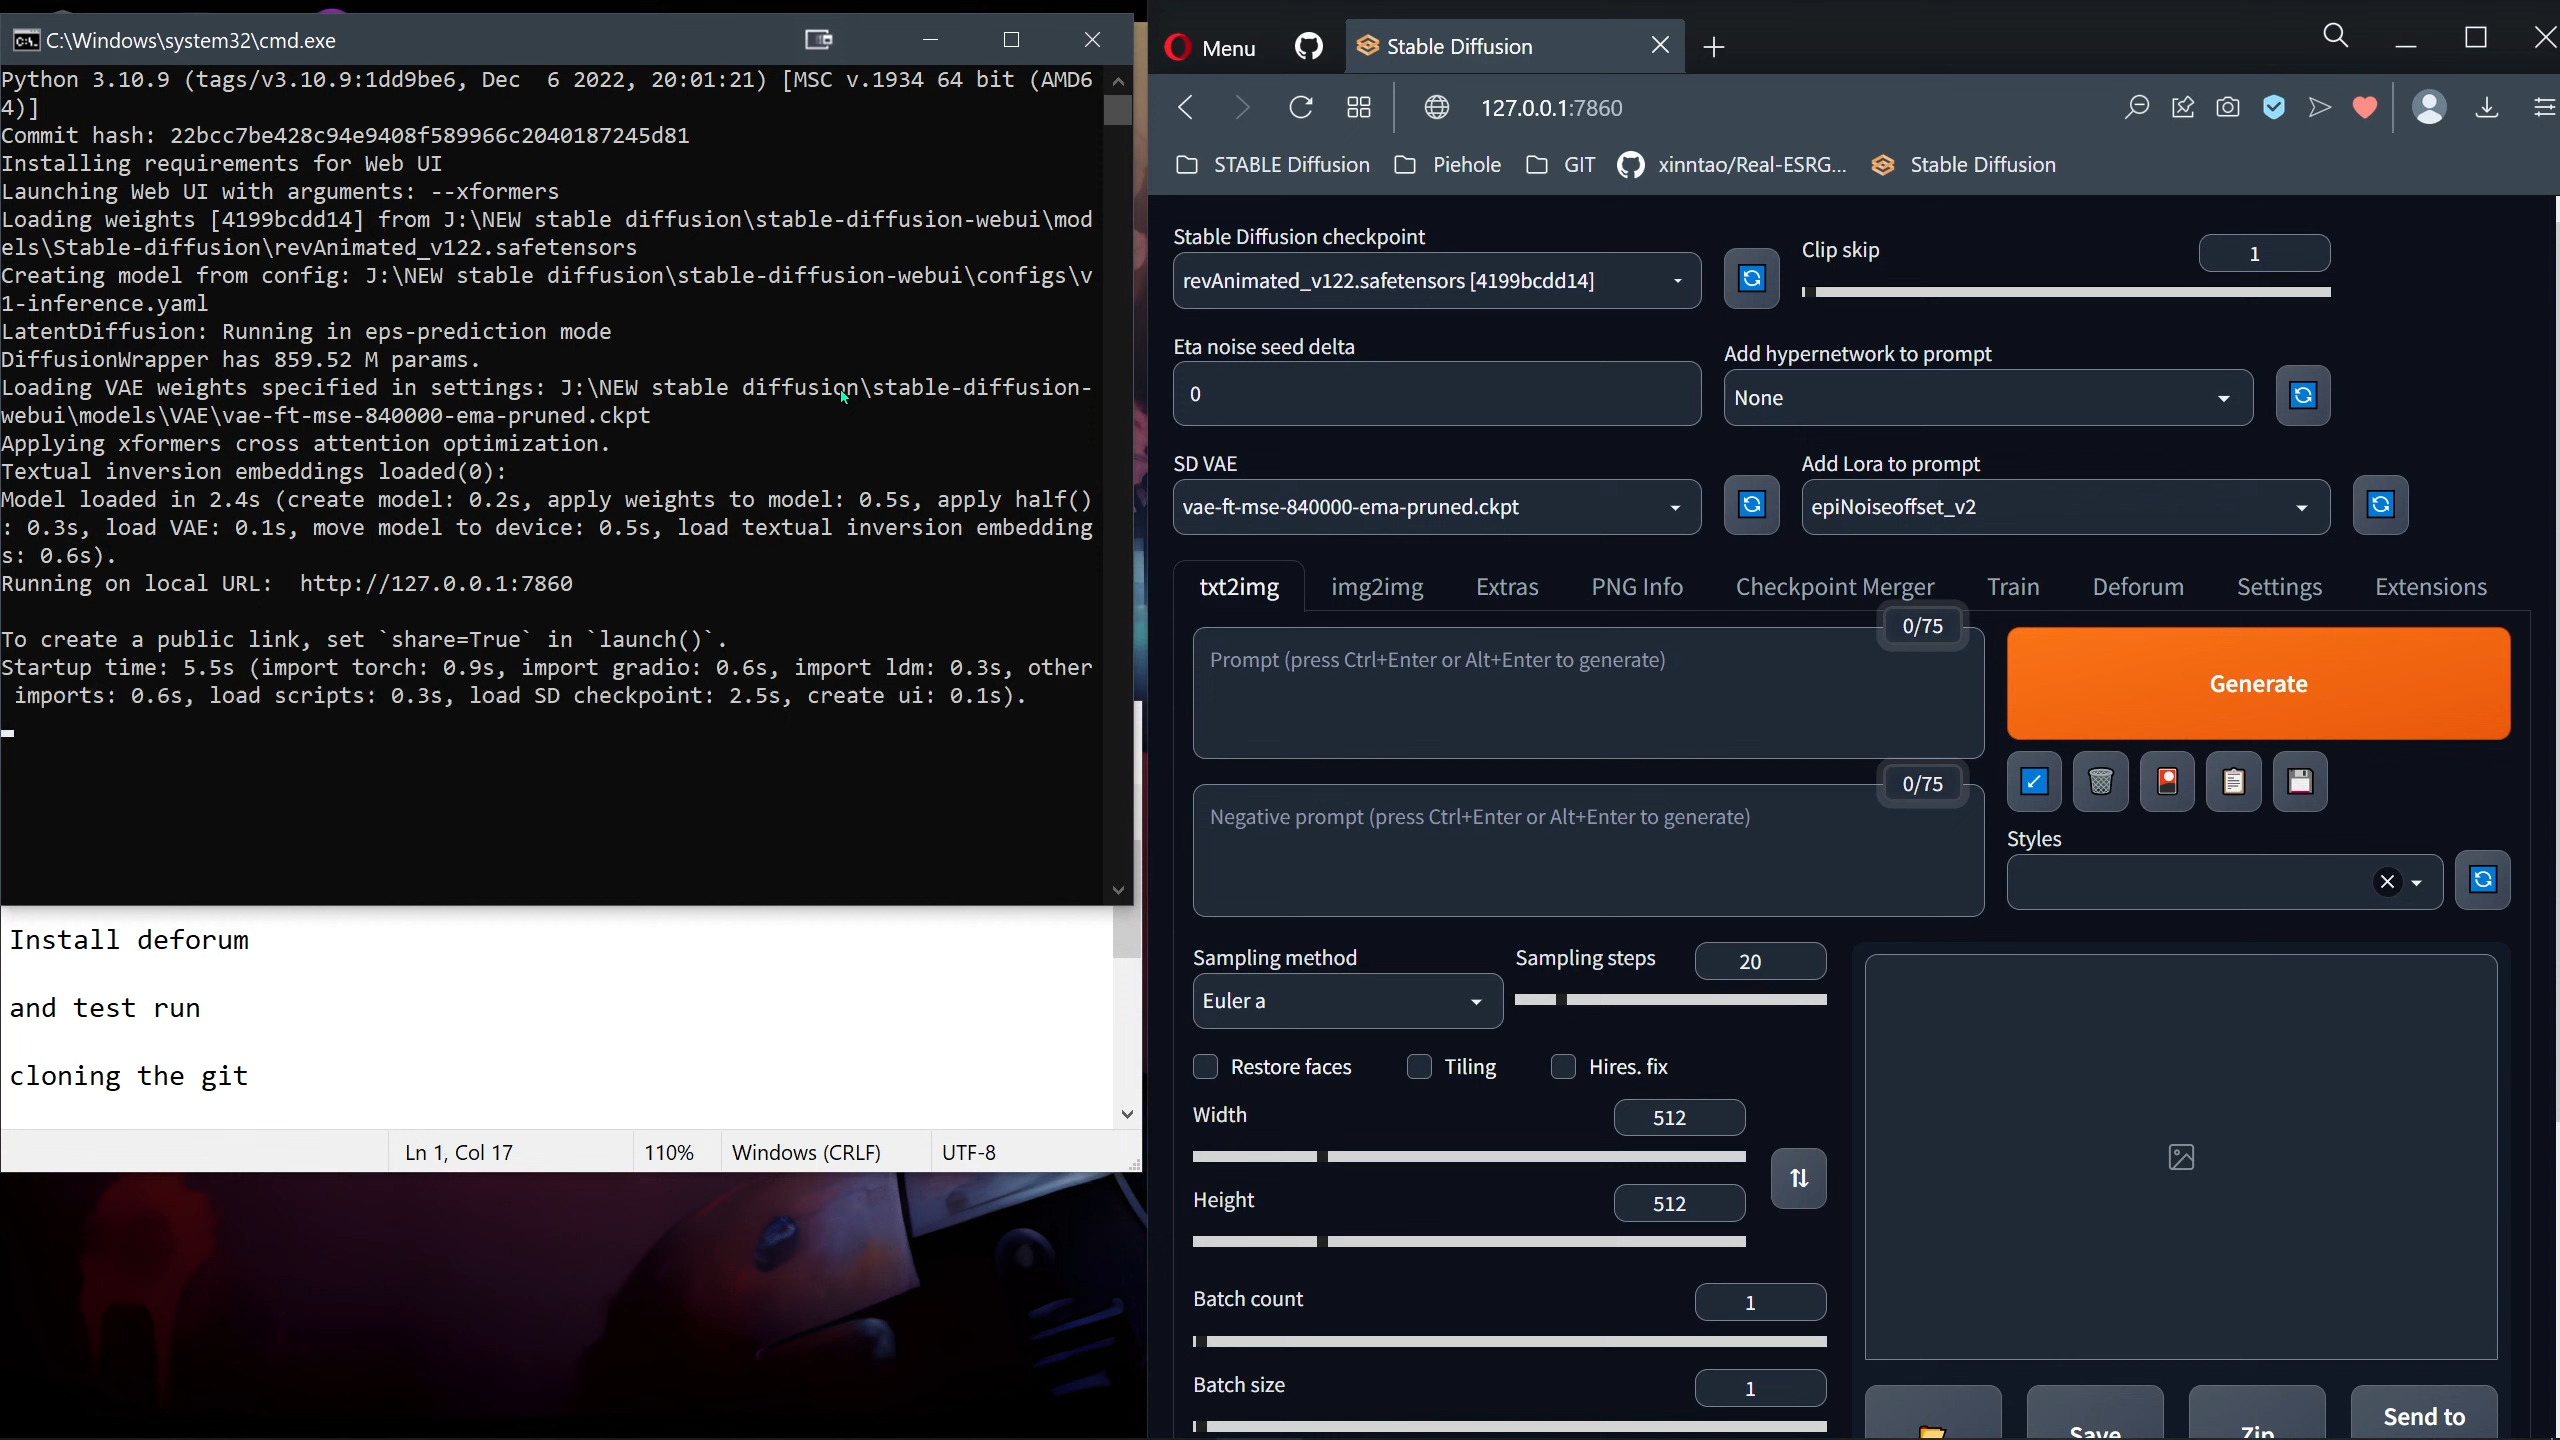 C:\Windows\system32\cmd.exe
Python 3.10.9 (tags/v3.10.9:1dd9be6, Dec  6 2022, 20:01:21) [MSC v.1934 64 bit (AMD6
4)]
Commit hash: 22bcc7be428c94e9408f589966c2040187245d81
Installing requirements for Web UI
Launching Web UI with arguments: --xformers
Loading weights [4199bcdd14] from J:\NEW stable diffusion\stable-diffusion-webui\mod
els\Stable-diffusion\revAnimated_v122.safetensors
Creating model from config: J:\NEW stable diffusion\stable-diffusion-webui\configs\v
1-inference.yaml
LatentDiffusion: Running in eps-prediction mode
DiffusionWrapper has 859.52 M params.
Loading VAE weights specified in settings: J:\NEW stable diffusion\stable-diffusion-
webui\models\VAE\vae-ft-mse-840000-ema-pruned.ckpt
Applying xformers cross attention optimization.
Textual inversion embeddings loaded(0):
Model loaded in 2.4s (create model: 0.2s, apply weights to model: 0.5s, apply half()
: 0.3s, load VAE: 0.1s, move model to device: 0.5s, load textual inversion embedding
s: 0.6s).
Running on local URL:  http://127.0.0.1:7860
To create a public link, set `share=True` in `launch()`.
Startup time: 5.5s (import torch: 0.9s, import gradio: 0.6s, import ldm: 0.3s, other
imports: 0.6s, load scripts: 0.3s, load SD checkpoint: 2.5s, create ui: 0.1s).
Install deforum
and test run
cloning the git
Ln 1, Col 17 110% Windows (CRLF) UTF-8
Menu Stable Diffusion
127.0.0.1:7860
STABLE Diffusion Piehole GIT xinntao/Real-ESRG... Stable Diffusion
Stable Diffusion checkpoint
revAnimated_v122.safetensors [4199bcdd14]
Clip skip 1
Eta noise seed delta
0
Add hypernetwork to prompt
None
SD VAE
vae-ft-mse-840000-ema-pruned.ckpt
Add Lora to prompt
epiNoiseoffset_v2
txt2img img2img Extras PNG Info Checkpoint Merger Train Deforum Settings Extensions
0/75
Prompt (press Ctrl+Enter or Alt+Enter to generate)
Generate
0/75
Negative prompt (press Ctrl+Enter or Alt+Enter to generate)
Styles
Sampling method
Euler a
Sampling steps 20
Restore faces Tiling Hires. fix
Width 512
Height 512
Batch count 1
Batch size 1
Save Zip Send to